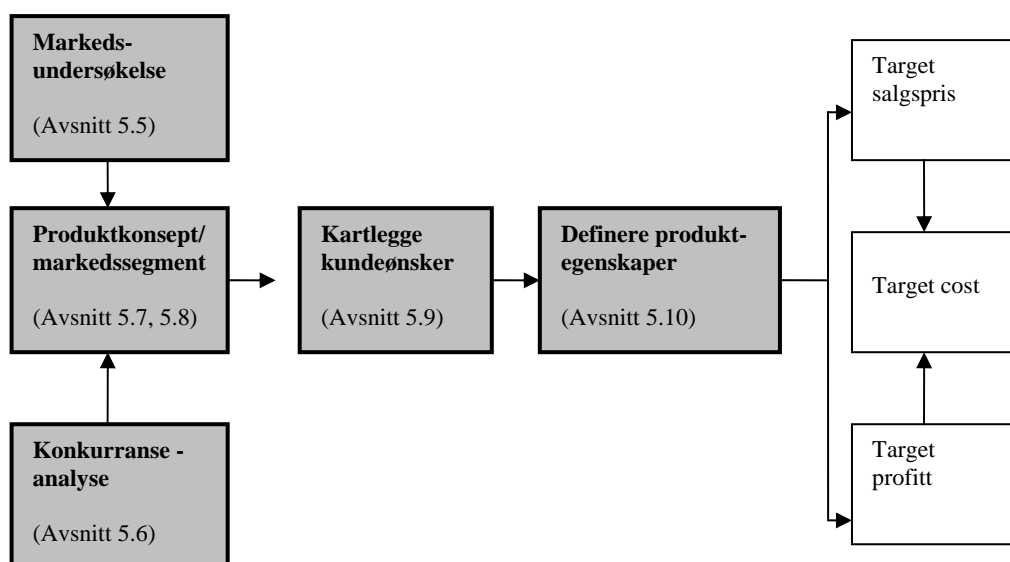 Markeds-
undersøkelse
(Avsnitt 5.5)
Produktkonsept/
markedssegment
(Avsnitt 5.7, 5.8)
Konkurranse -
analyse
(Avsnitt 5.6)
Kartlegge
kundeønsker
(Avsnitt 5.9)
Definere produkt-
egenskaper
(Avsnitt 5.10)
Target
salgspris
Target cost
Target
profitt